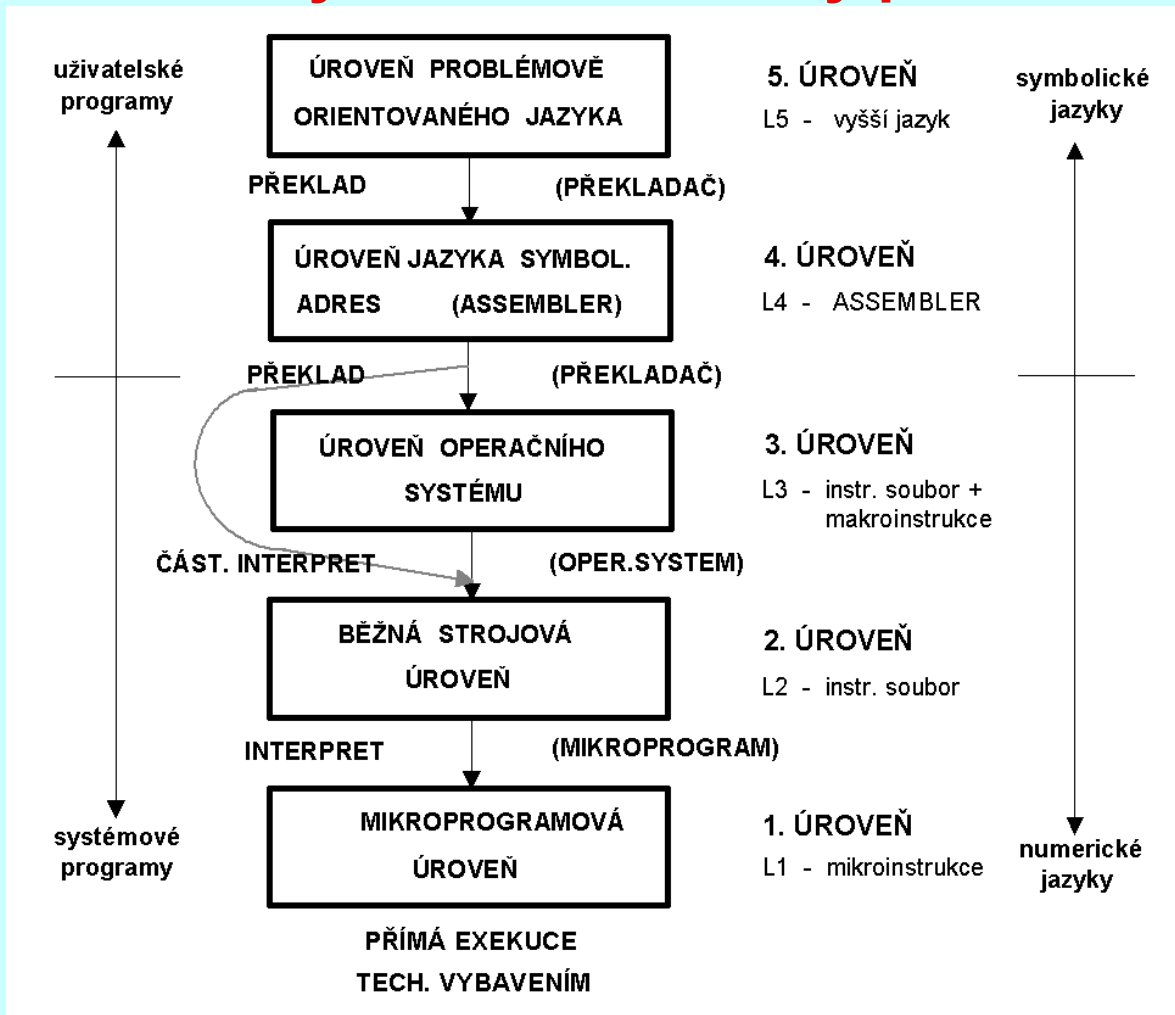 uživatelské
programy
ÚROVEŇ PROBLÉMOVĚ
ORIENTOVANÉHO JAZYKA
5. ÚROVEŇ
L5 - vyšší jazyk
symbolické
jazyky
PŘEKLAD (PŘEKLADAČ)
ÚROVEŇ JAZYKA SYMBOL.
ADRES (ASSEMBLER)
4. ÚROVEŇ
L4 - ASSEMBLER
PŘEKLAD (PŘEKLADAČ)
ÚROVEŇ OPERAČNÍHO
SYSTÉMU
3. ÚROVEŇ
L3 - instr. soubor +
makroinstrukce
ČÁST. INTERPRET (OPER.SYSTEM)
BĚŽNÁ STROJOVÁ
ÚROVEŇ
2. ÚROVEŇ
L2 - instr. soubor
INTERPRET (MIKROPROGRAM)
MIKROPROGRAMOVÁ
ÚROVEŇ
1. ÚROVEŇ
L1 - mikroinstrukce
systémové
programy
numerické
jazyky
PŘÍMÁ EXEKUCE
TECH. VYBAVENÍM